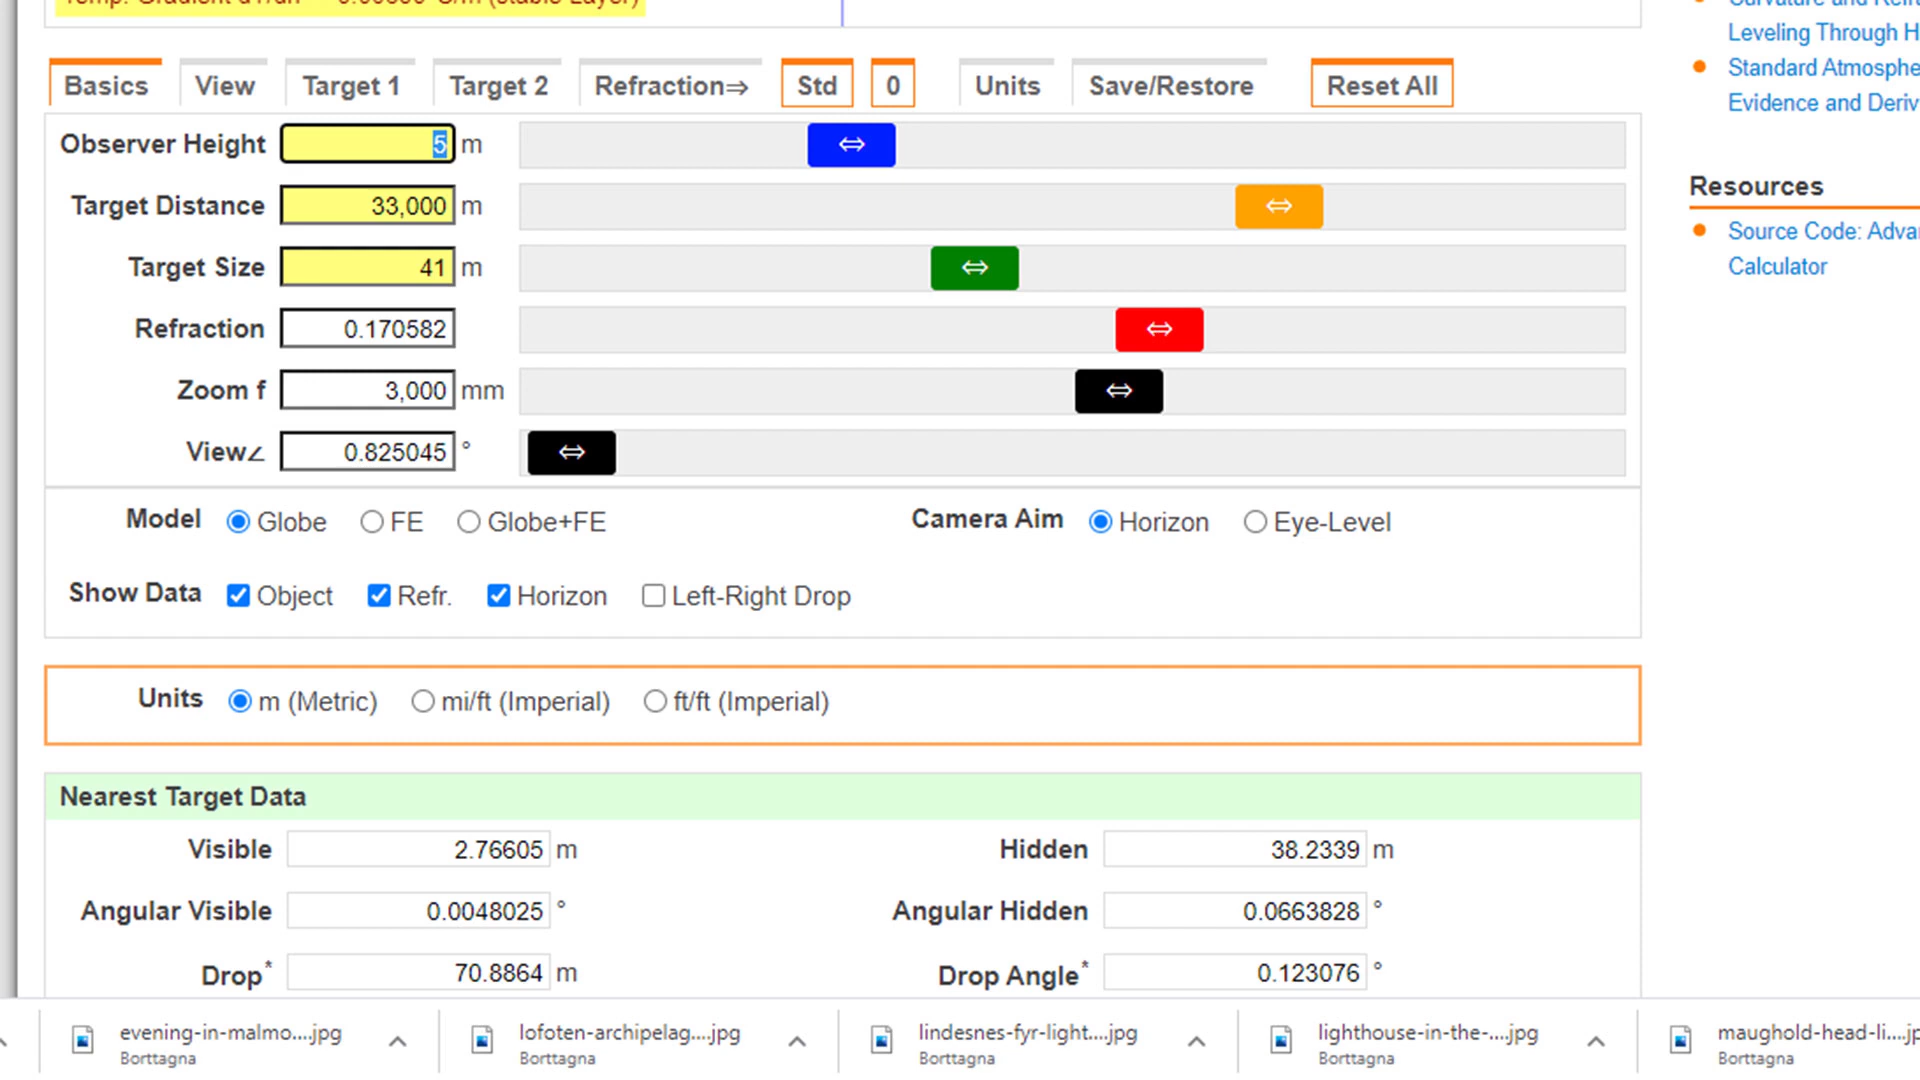 Basics View Target 1 Target 2 Refraction⇒ Std 0 Units Save/Restore Reset All
Observer Height 5 m
Target Distance 33,000 m
Target Size 41 m
Refraction 0.170582
Zoom f 3,000 mm
View∠ 0.825045 °
Model Globe FE Globe+FE Camera Aim Horizon Eye-Level
Show Data Object Refr. Horizon Left-Right Drop
Units m (Metric) mi/ft (Imperial) ft/ft (Imperial)
Nearest Target Data
Visible 2.76605 m Hidden 38.2339 m
Angular Visible 0.0048025 ° Angular Hidden 0.0663828 °
Drop* 70.8864 m Drop Angle* 0.123076 °
Leveling Through H
Standard Atmosphe
Evidence and Deriv
Resources
Source Code: Adva
Calculator
evening-in-malmo....jpg
Borttagna
lofoten-archipelag....jpg
Borttagna
lindesnes-fyr-light....jpg
Borttagna
lighthouse-in-the-....jpg
Borttagna
maughold-head-li....jp
Borttagna